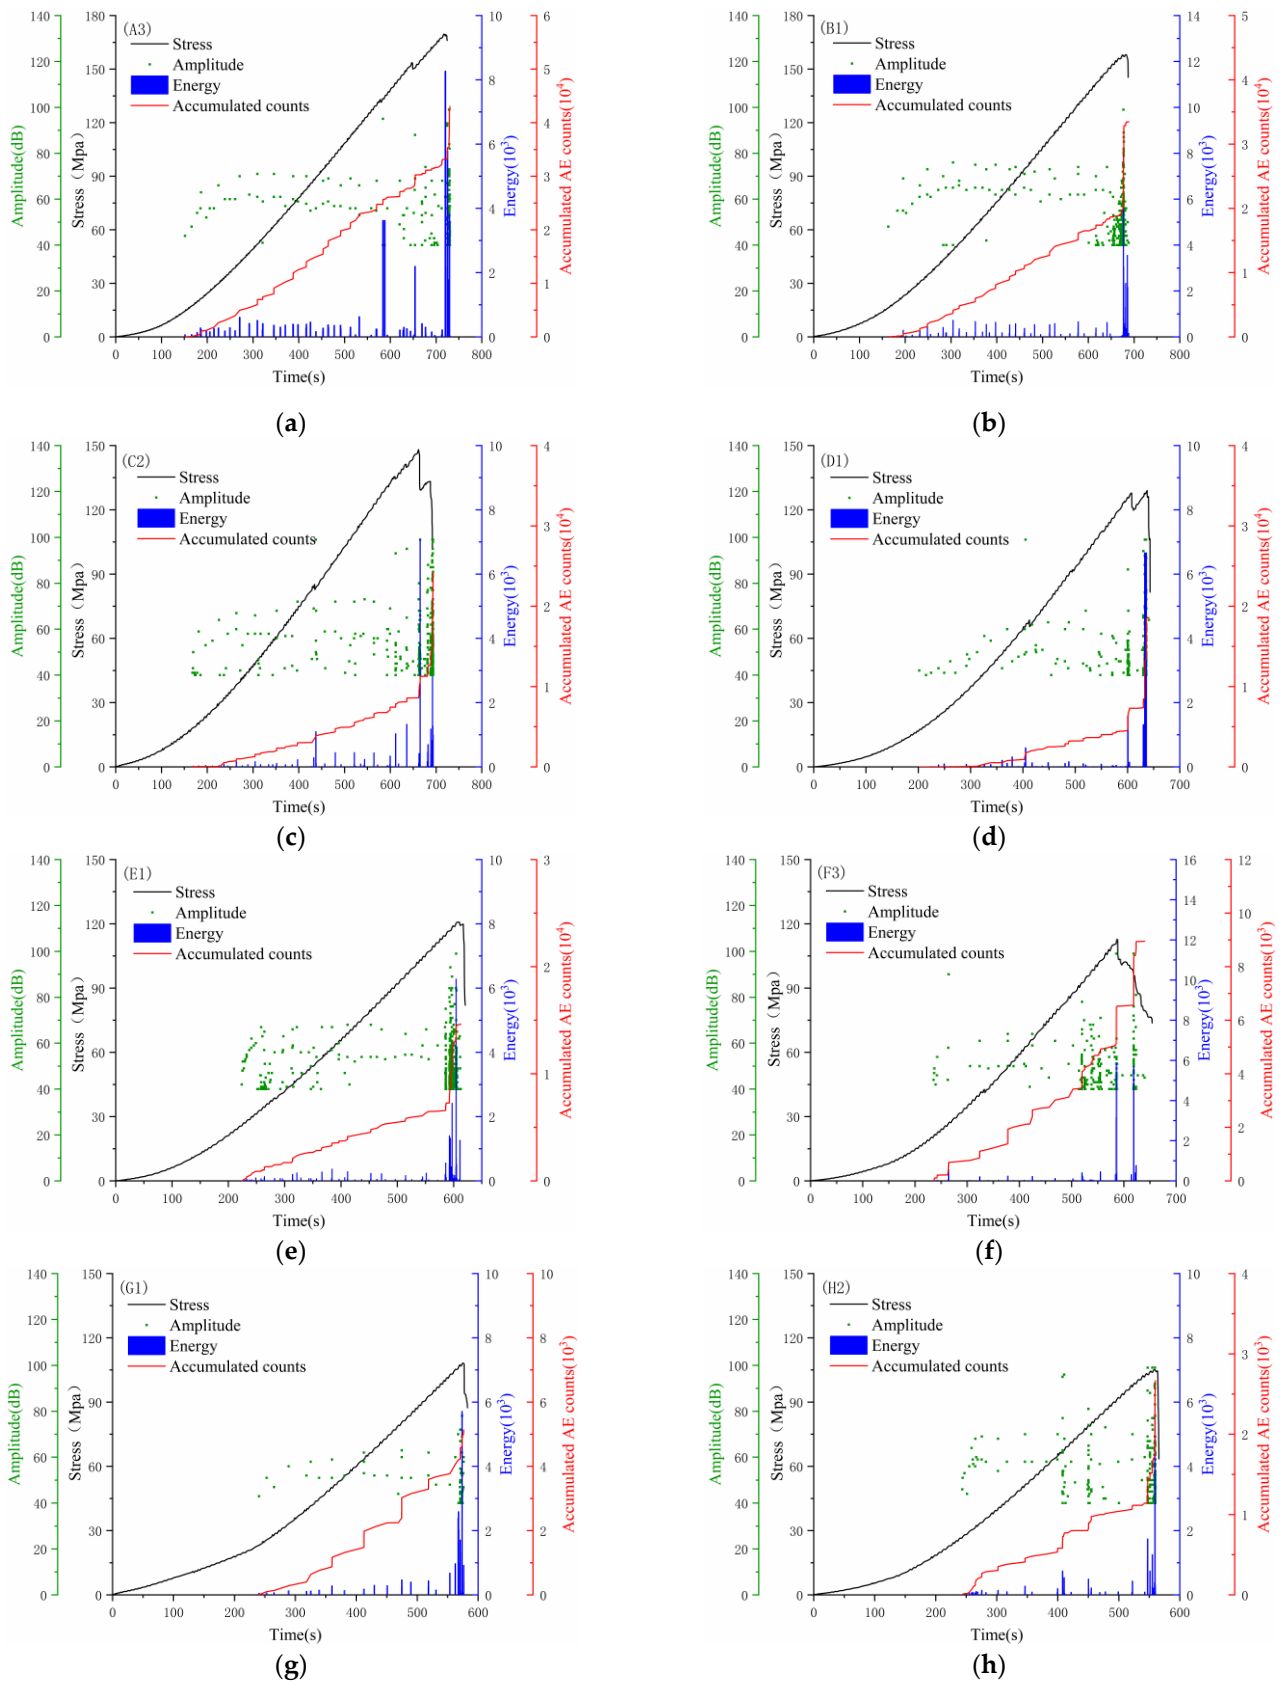 (A3)
Stress
Amplitude
Energy
Accumulated counts
Amplitude(dB)
0 20 40 60 80 100 120 140
Stress（Mpa）
0 30 60 90 120 150 180
Energy(10³)
0 2 4 6 8 10
Accumulated AE counts(10⁴)
0 1 2 3 4 5 6
0 100 200 300 400 500 600 700 800
Time(s)
(a)
(B1)
Stress
Amplitude
Energy
Accumulated counts
Amplitude(dB)
0 20 40 60 80 100 120 140
Stress（Mpa）
0 30 60 90 120 150 180
Energy(10³)
0 2 4 6 8 10 12 14
Accumulated AE counts(10⁴)
0 1 2 3 4 5
0 100 200 300 400 500 600 700 800
Time(s)
(b)
(C2)
Stress
Amplitude
Energy
Accumulated counts
Amplitude(dB)
0 20 40 60 80 100 120 140
Stress（Mpa）
0 30 60 90 120 150
Energy(10³)
0 2 4 6 8 10
Accumulated AE counts(10⁴)
0 1 2 3 4
0 100 200 300 400 500 600 700 800
Time(s)
(c)
(D1)
Stress
Amplitude
Energy
Accumulated counts
Amplitude(dB)
0 20 40 60 80 100 120 140
Stress（Mpa）
0 30 60 90 120 150
Energy(10³)
0 2 4 6 8 10
Accumulated AE counts(10⁴)
0 1 2 3 4
0 100 200 300 400 500 600 700
Time(s)
(d)
(E1)
Stress
Amplitude
Energy
Accumulated counts
Amplitude(dB)
0 20 40 60 80 100 120 140
Stress（Mpa）
0 30 60 90 120 150
Energy(10³)
0 2 4 6 8 10
Accumulated AE counts(10⁴)
0 1 2 3
0 100 200 300 400 500 600
Time(s)
(e)
(F3)
Stress
Amplitude
Energy
Accumulated counts
Amplitude(dB)
0 20 40 60 80 100 120 140
Stress（Mpa）
0 30 60 90 120 150
Energy(10³)
0 2 4 6 8 10 12 14 16
Accumulated AE counts(10³)
0 2 4 6 8 10 12
0 100 200 300 400 500 600 700
Time(s)
(f)
(G1)
Stress
Amplitude
Energy
Accumulated counts
Amplitude(dB)
0 20 40 60 80 100 120 140
Stress（Mpa）
0 30 60 90 120 150
Energy(10³)
0 2 4 6 8 10
Accumulated AE counts(10³)
0 1 2 4 6 8 10
0 100 200 300 400 500 600
Time(s)
(g)
(H2)
Stress
Amplitude
Energy
Accumulated counts
Amplitude(dB)
0 20 40 60 80 100 120 140
Stress（Mpa）
0 30 60 90 120 150
Energy(10³)
0 2 4 6 8 10
Accumulated AE counts(10³)
0 1 2 3 4
0 100 200 300 400 500 600
Time(s)
(h)